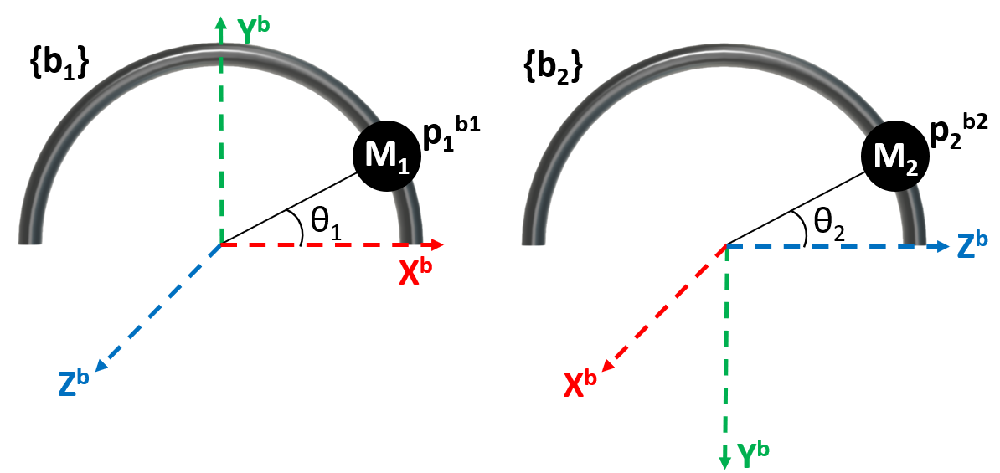 {b₁}
Yᵇ
M₁
p₁ᵇ¹
θ₁
Xᵇ
Zᵇ
{b₂}
M₂
p₂ᵇ²
θ₂
Zᵇ
Xᵇ
Yᵇ